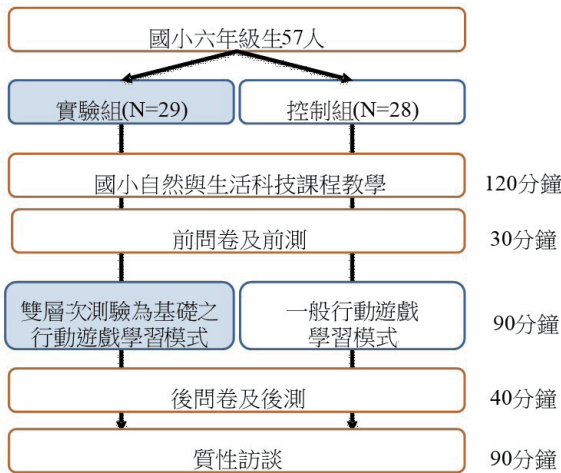 國小六年級生57人
實驗組(N=29)
控制組(N=28)
國小自然與生活科技課程教學
120分鐘
前問卷及前測
30分鐘
雙層次測驗為基礎之
行動遊戲學習模式
一般行動遊戲
學習模式
90分鐘
後問卷及後測
40分鐘
質性訪談
90分鐘